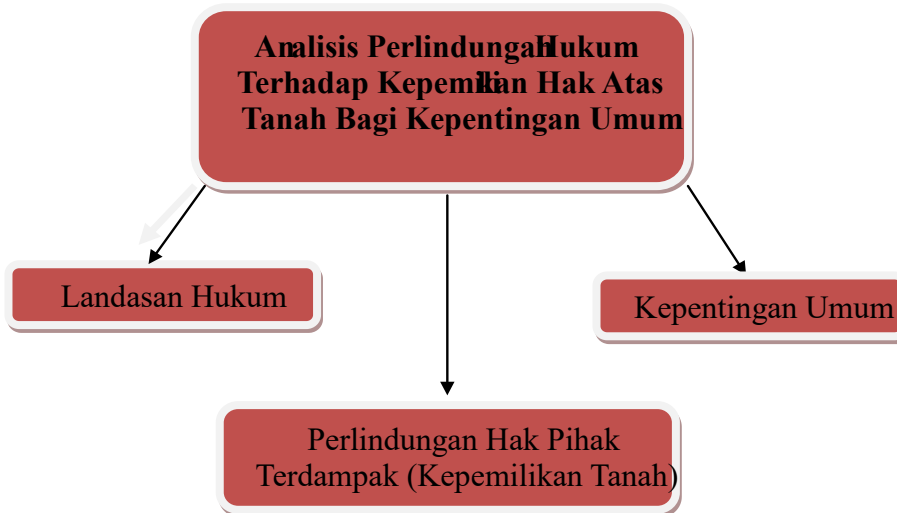 Analisis Perlindungan Hukum
Terhadap Kepemilikan Hak Atas
Tanah Bagi Kepentingan Umum
Landasan Hukum
Kepentingan Umum
Perlindungan Hak Pihak
Terdampak (Kepemilikan Tanah)